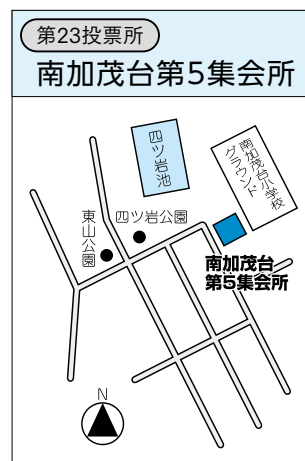 第23投票所
南加茂台第5集会所
四ツ岩池
南加茂台小学校
グラウンド
東山公園
四ツ岩公園
南加茂台
第5集会所
N